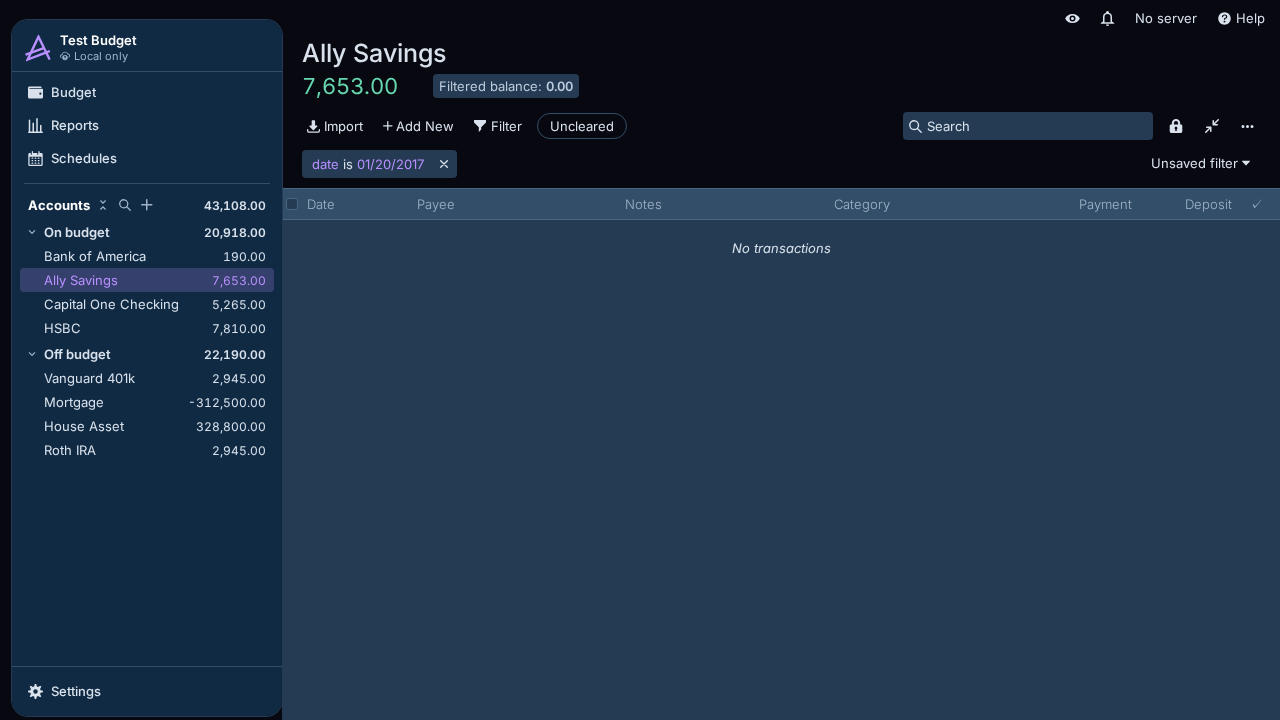 No server
Help
Test Budget
Local only
Budget
Reports
Schedules
Accounts 43,108.00
On budget 20,918.00
Bank of America 190.00
Ally Savings 7,653.00
Capital One Checking 5,265.00
HSBC 7,810.00
Off budget 22,190.00
Vanguard 401k 2,945.00
Mortgage -312,500.00
House Asset 328,800.00
Roth IRA 2,945.00
Settings
Ally Savings
7,653.00 Filtered balance: 0.00
Import Add New Filter Uncleared Search
date is 01/20/2017 Unsaved filter
Date Payee Notes Category Payment Deposit ✓
No transactions